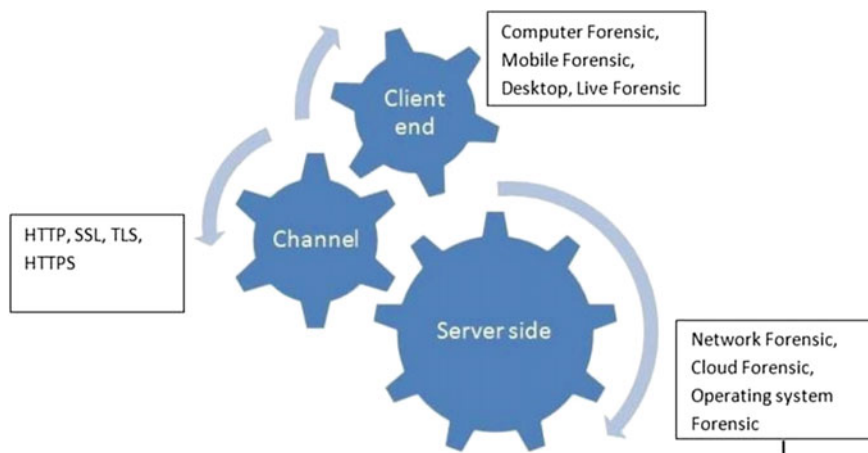 Computer Forensic,
Mobile Forensic,
Desktop, Live Forensic
Client
end
HTTP, SSL, TLS,
HTTPS
Channel
Server side
Network Forensic,
Cloud Forensic,
Operating system
Forensic